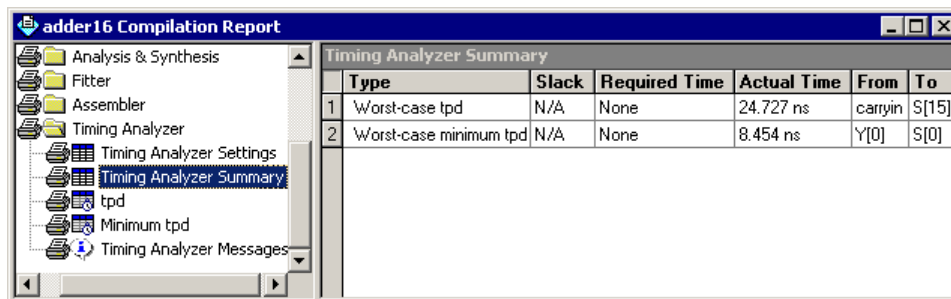 adder16 Compilation Report
Analysis & Synthesis
Fitter
Assembler
Timing Analyzer
Timing Analyzer Settings
Timing Analyzer Summary
tpd
Minimum tpd
Timing Analyzer Messages
Timing Analyzer Summary
Type Slack Required Time Actual Time From To
1 Worst-case tpd N/A None 24.727 ns carryin S[15]
2 Worst-case minimum tpd N/A None 8.454 ns Y[0] S[0]